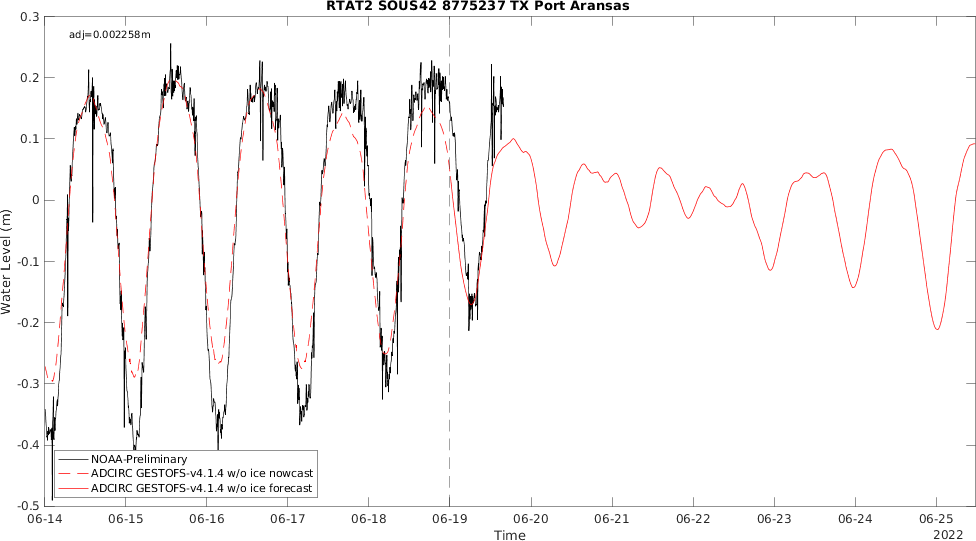 RTAT2 SOUS42 8775237 TX Port Aransas
adj=0.002258m
0.3
0.2
0.1
0
-0.1
-0.2
-0.3
-0.4
-0.5
Water Level (m)
NOAA-Preliminary
ADCIRC GESTOFS-v4.1.4 w/o ice nowcast
ADCIRC GESTOFS-v4.1.4 w/o ice forecast
06-14 06-15 06-16 06-17 06-18 06-19 06-20 06-21 06-22 06-23 06-24 06-25
Time
2022